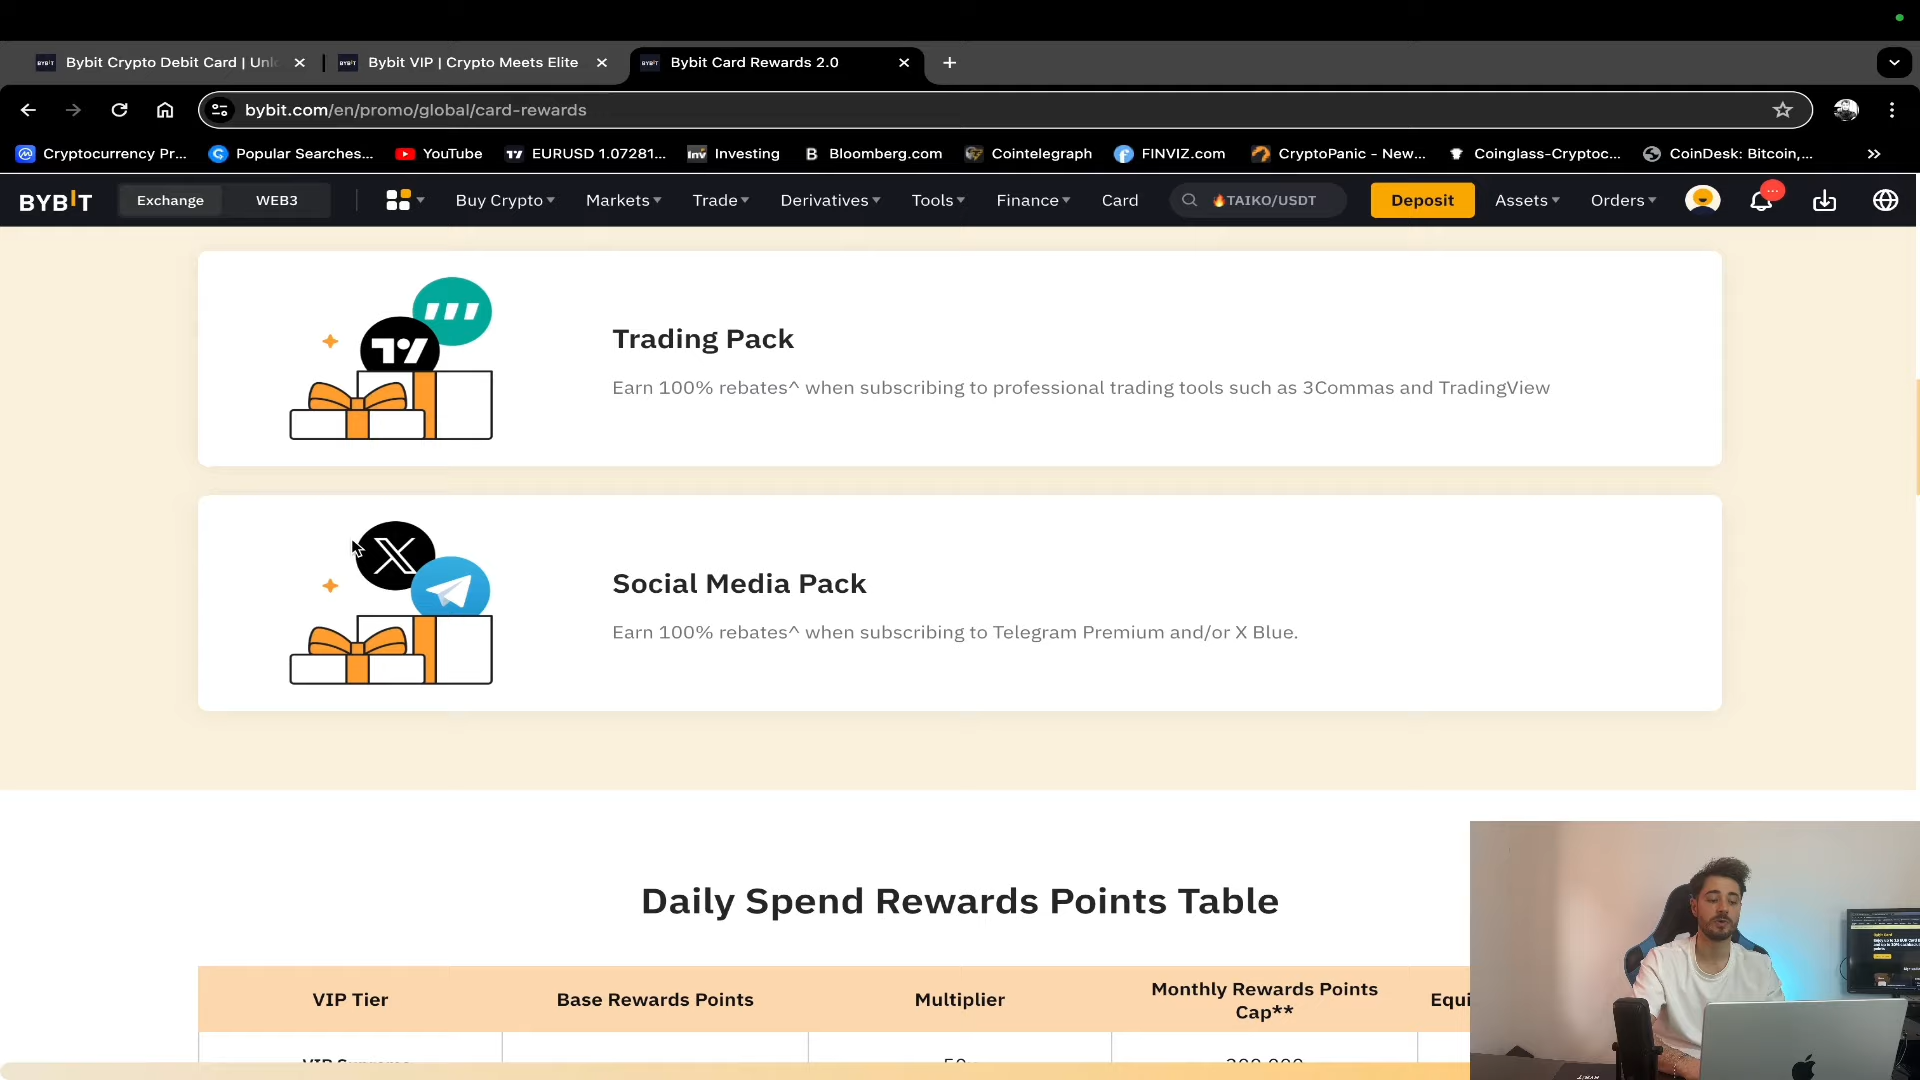 Bybit Crypto Debit Card | Unl
Bybit VIP | Crypto Meets Elite
Bybit Card Rewards 2.0
bybit.com/en/promo/global/card-rewards
Cryptocurrency Pr...
Popular Searches...
YouTube
EURUSD 1.07281...
Investing
Bloomberg.com
Cointelegraph
FINVIZ.com
CryptoPanic - New...
Coinglass-Cryptoc...
CoinDesk: Bitcoin,...
BYBIT
Exchange
WEB3
Buy Crypto
Markets
Trade
Derivatives
Tools
Finance
Card
TAIKO/USDT
Deposit
Assets
Orders
Trading Pack
Earn 100% rebates^ when subscribing to professional trading tools such as 3Commas and TradingView
Social Media Pack
Earn 100% rebates^ when subscribing to Telegram Premium and/or X Blue.
Daily Spend Rewards Points Table
VIP Tier
Base Rewards Points
Multiplier
Monthly Rewards Points
Cap**
Equi